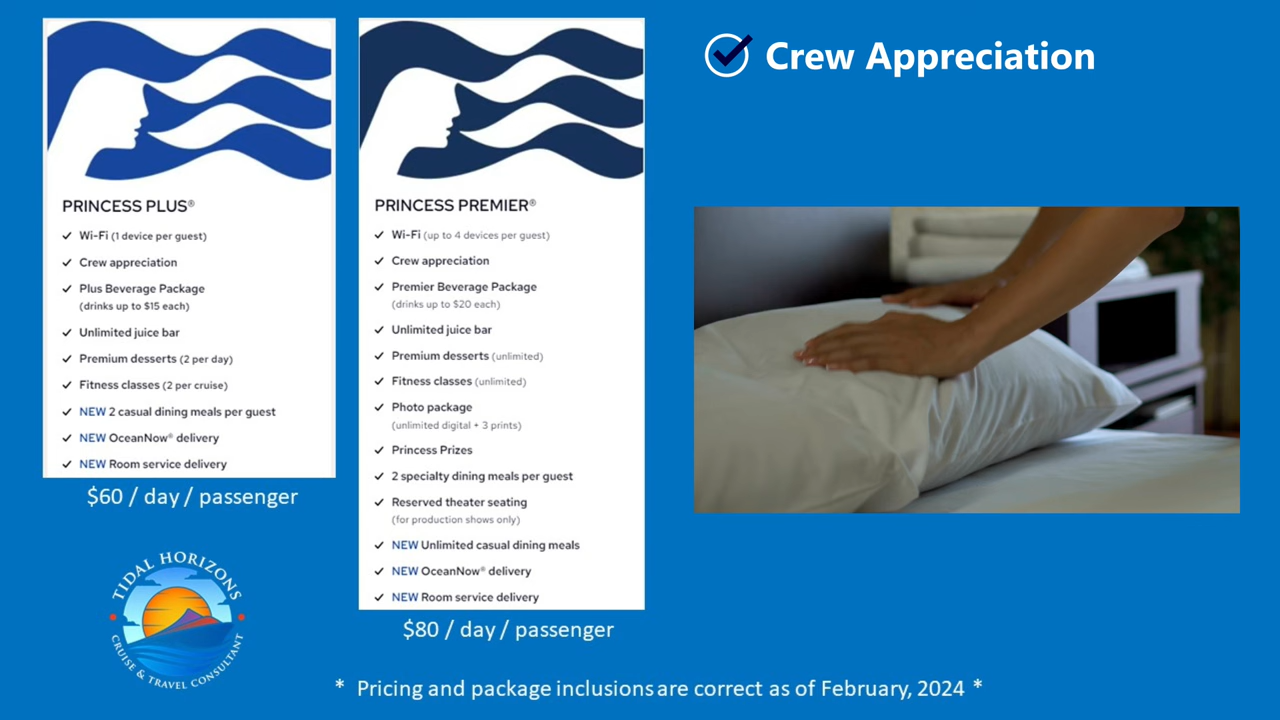 PRINCESS PLUS®
Wi-Fi (1 device per guest)
Crew appreciation
Plus Beverage Package
(drinks up to $15 each)
Unlimited juice bar
Premium desserts (2 per day)
Fitness classes (2 per cruise)
NEW 2 casual dining meals per guest
NEW OceanNow® delivery
NEW Room service delivery
$60 / day / passenger
PRINCESS PREMIER®
Wi-Fi (up to 4 devices per guest)
Crew appreciation
Premier Beverage Package
(drinks up to $20 each)
Unlimited juice bar
Premium desserts (unlimited)
Fitness classes (unlimited)
Photo package
(unlimited digital + 3 prints)
Princess Prizes
2 specialty dining meals per guest
Reserved theater seating
(for production shows only)
NEW Unlimited casual dining meals
NEW OceanNow® delivery
NEW Room service delivery
$80 / day / passenger
Crew Appreciation
TIDAL HORIZONS
CRUISE & TRAVEL CONSULTANT
* Pricing and package inclusions are correct as of February, 2024 *